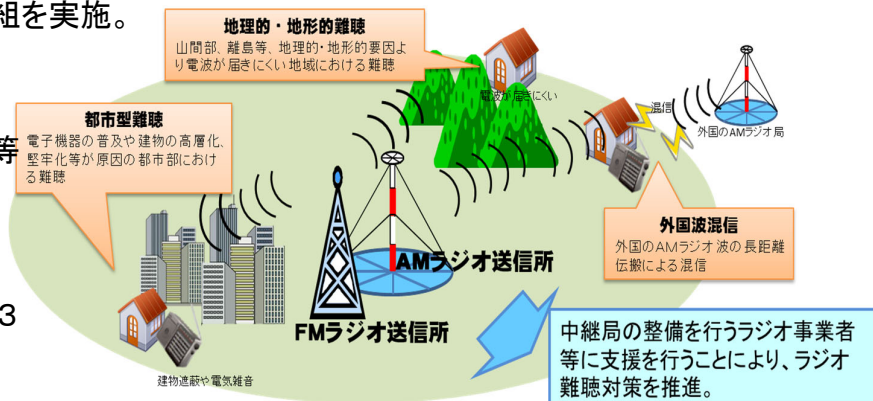 組を実施。
地理的・地形的難聴
山間部、離島等、地理的・地形的要因よ
り電波が届きにくい地域における難聴
電波が届きにくい
混信
外国のAMラジオ局
都市型難聴
電子機器の普及や建物の高層化、
堅牢化等が原因の都市部におけ
る難聴
等
外国波混信
外国のAMラジオ波の長距離
伝搬による混信
AMラジオ送信所
FMラジオ送信所
3
建物遮蔽や電気雑音
中継局の整備を行うラジオ事業者
等に支援を行うことにより、ラジオ
難聴対策を推進。